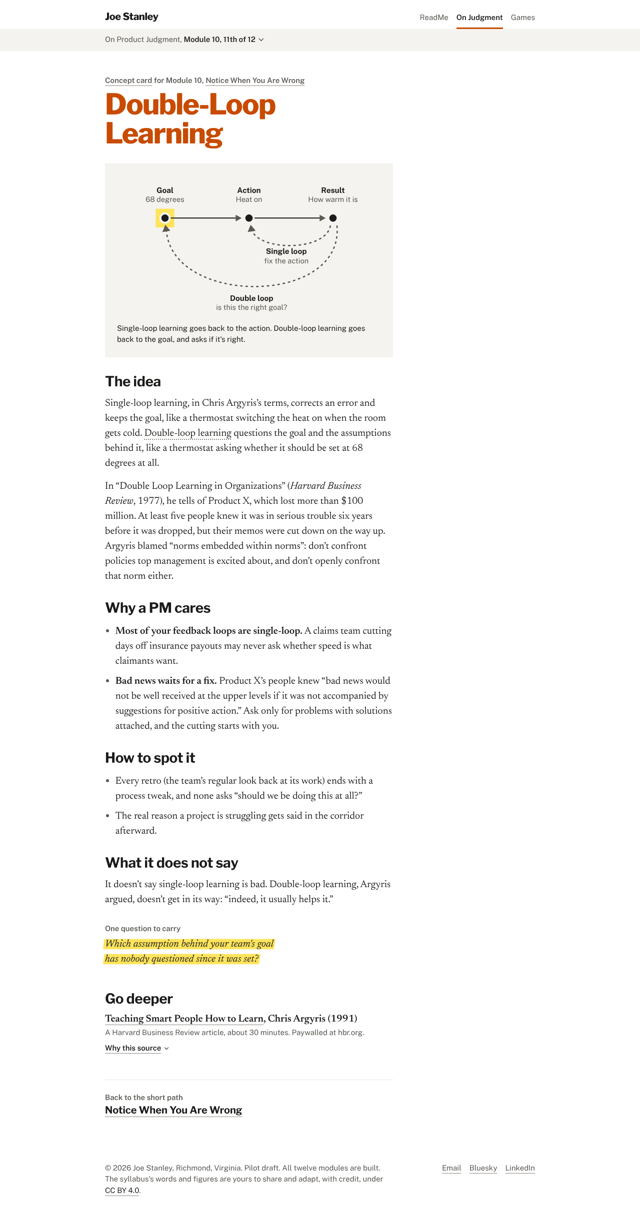 Joe Stanley
ReadMe On Judgment Games
On Product Judgment, Module 10, 11th of 12
Concept card for Module 10, Notice When You Are Wrong
Double-Loop
Learning
Goal
68 degrees
Action
Heat on
Result
How warm it is
Single loop
fix the action
Double loop
is this the right goal?
Single-loop learning goes back to the action. Double-loop learning goes
back to the goal, and asks if it's right.
The idea
Single-loop learning, in Chris Argyris’s terms, corrects an error and
keeps the goal, like a thermostat switching the heat on when the room
gets cold. Double-loop learning questions the goal and the assumptions
behind it, like a thermostat asking whether it should be set at 68
degrees at all.
In “Double Loop Learning in Organizations” (Harvard Business
Review, 1977), he tells of Product X, which lost more than $100
million. At least five people knew it was in serious trouble six years
before it was dropped, but their memos were cut down on the way up.
Argyris blamed “norms embedded within norms”: don’t confront
policies top management is excited about, and don’t openly confront
that norm either.
Why a PM cares
• Most of your feedback loops are single-loop. A claims team cutting
days off insurance payouts may never ask whether speed is what
claimants want.
• Bad news waits for a fix. Product X’s people knew “bad news would
not be well received at the upper levels if it was not accompanied by
suggestions for positive action.” Ask only for problems with solutions
attached, and the cutting starts with you.
How to spot it
• Every retro (the team’s regular look back at its work) ends with a
process tweak, and none asks “should we be doing this at all?”
• The real reason a project is struggling gets said in the corridor
afterward.
What it does not say
It doesn’t say single-loop learning is bad. Double-loop learning, Argyris
argued, doesn’t get in its way: “indeed, it usually helps it.”
One question to carry
Which assumption behind your team’s goal
has nobody questioned since it was set?
Go deeper
Teaching Smart People How to Learn, Chris Argyris (1991)
A Harvard Business Review article, about 30 minutes. Paywalled at hbr.org.
Why this source
Back to the short path
Notice When You Are Wrong
© 2026 Joe Stanley, Richmond, Virginia. Pilot draft. All twelve modules are built.
The syllabus’s words and figures are yours to share and adapt, with credit, under
CC BY 4.0.
Email Bluesky LinkedIn